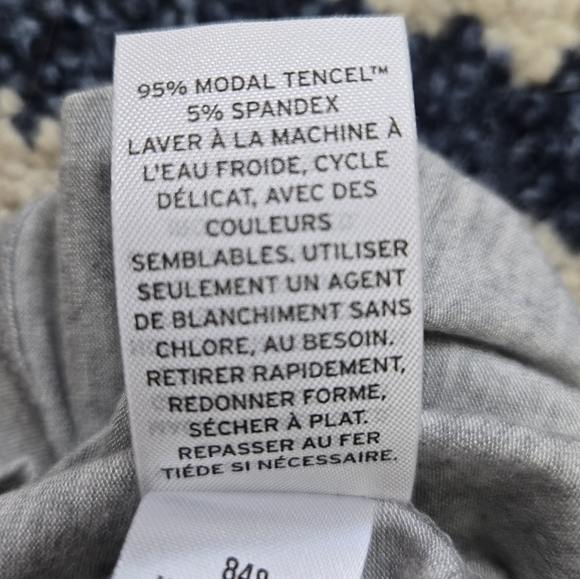 95% MODAL TENCEL™
5% SPANDEX
LAVER À LA MACHINE À
L'EAU FROIDE, CYCLE
DÉLICAT, AVEC DES
COULEURS
SEMBLABLES. UTILISER
SEULEMENT UN AGENT
DE BLANCHIMENT SANS
CHLORE, AU BESOIN.
RETIRER RAPIDEMENT,
REDONNER FORME,
SÉCHER À PLAT.
REPASSER AU FER
TIÉDE SI NÉCESSAIRE.